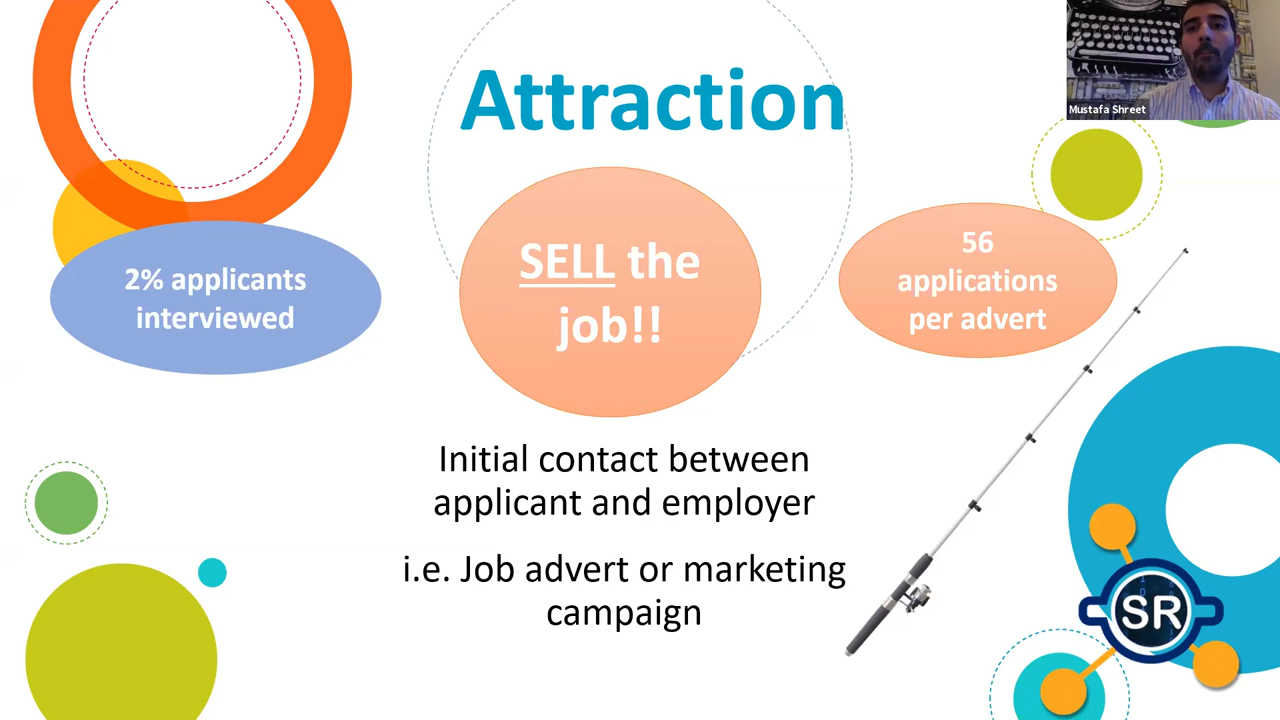 Attraction
Mustafa Shreet
2% applicants
interviewed
SELL the
job!!
56
applications
per advert
Initial contact between
applicant and employer
i.e. Job advert or marketing
campaign
SR